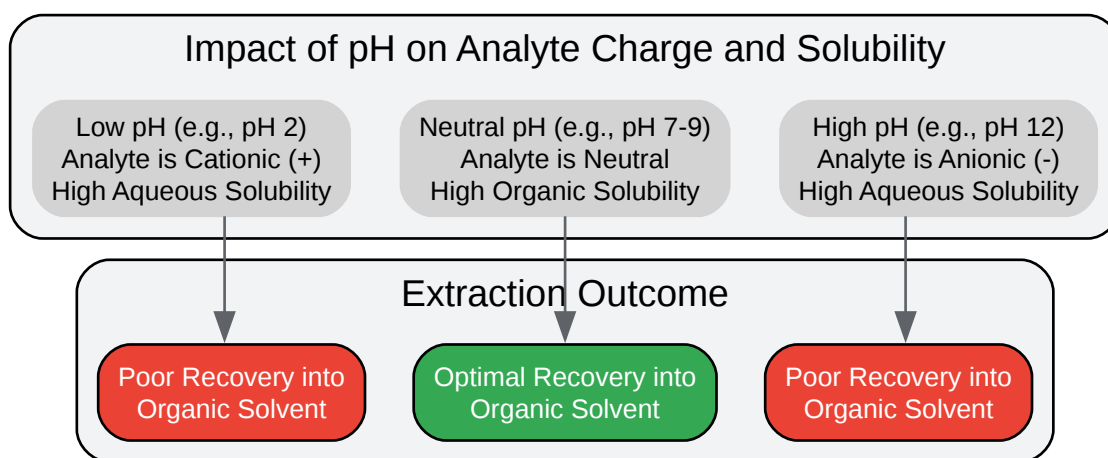 Impact of pH on Analyte Charge and Solubility
Low pH (e.g., pH 2)
Analyte is Cationic (+)
High Aqueous Solubility
Neutral pH (e.g., pH 7-9)
Analyte is Neutral
High Organic Solubility
High pH (e.g., pH 12)
Analyte is Anionic (-)
High Aqueous Solubility
Extraction Outcome
Poor Recovery into
Organic Solvent
Optimal Recovery into
Organic Solvent
Poor Recovery into
Organic Solvent